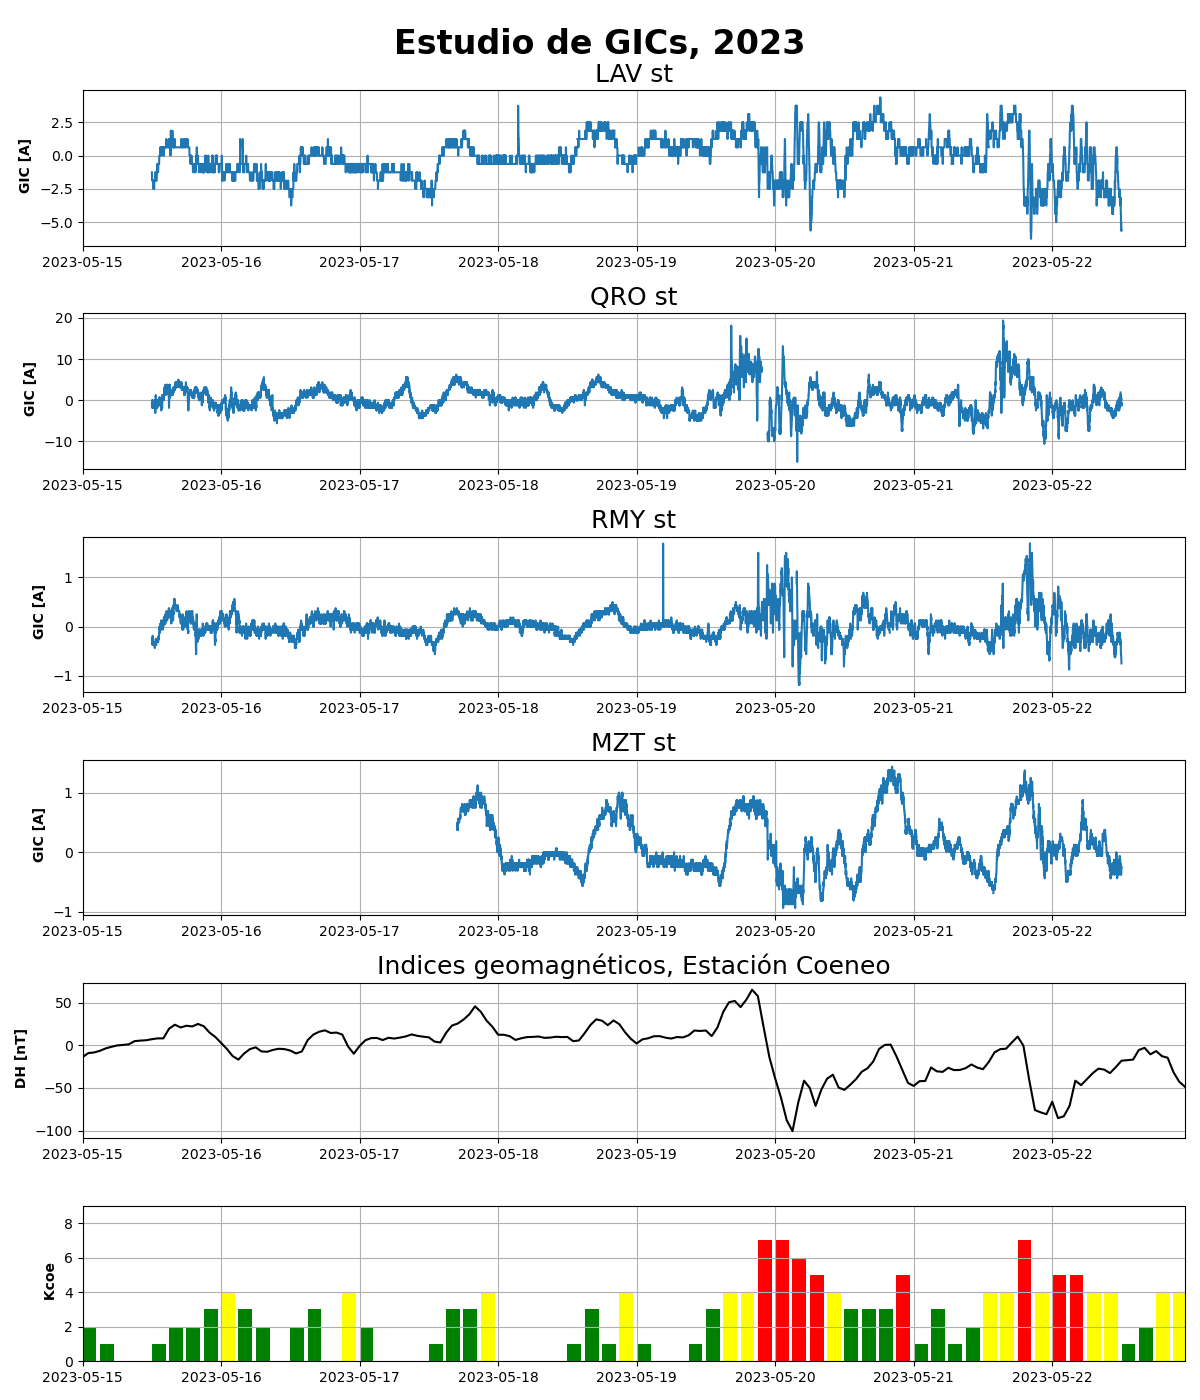 Estudio de GICs, 2023
LAV st
GIC [A]
2.5
0.0
−2.5
−5.0
2023-05-15 2023-05-16 2023-05-17 2023-05-18 2023-05-19 2023-05-20 2023-05-21 2023-05-22
QRO st
GIC [A]
20
10
0
−10
2023-05-15 2023-05-16 2023-05-17 2023-05-18 2023-05-19 2023-05-20 2023-05-21 2023-05-22
RMY st
GIC [A]
1
0
−1
2023-05-15 2023-05-16 2023-05-17 2023-05-18 2023-05-19 2023-05-20 2023-05-21 2023-05-22
MZT st
GIC [A]
1
0
−1
2023-05-15 2023-05-16 2023-05-17 2023-05-18 2023-05-19 2023-05-20 2023-05-21 2023-05-22
Indices geomagnéticos, Estación Coeneo
DH [nT]
50
0
−50
−100
2023-05-15 2023-05-16 2023-05-17 2023-05-18 2023-05-19 2023-05-20 2023-05-21 2023-05-22
Kcoe
8
6
4
2
0
2023-05-15 2023-05-16 2023-05-17 2023-05-18 2023-05-19 2023-05-20 2023-05-21 2023-05-22